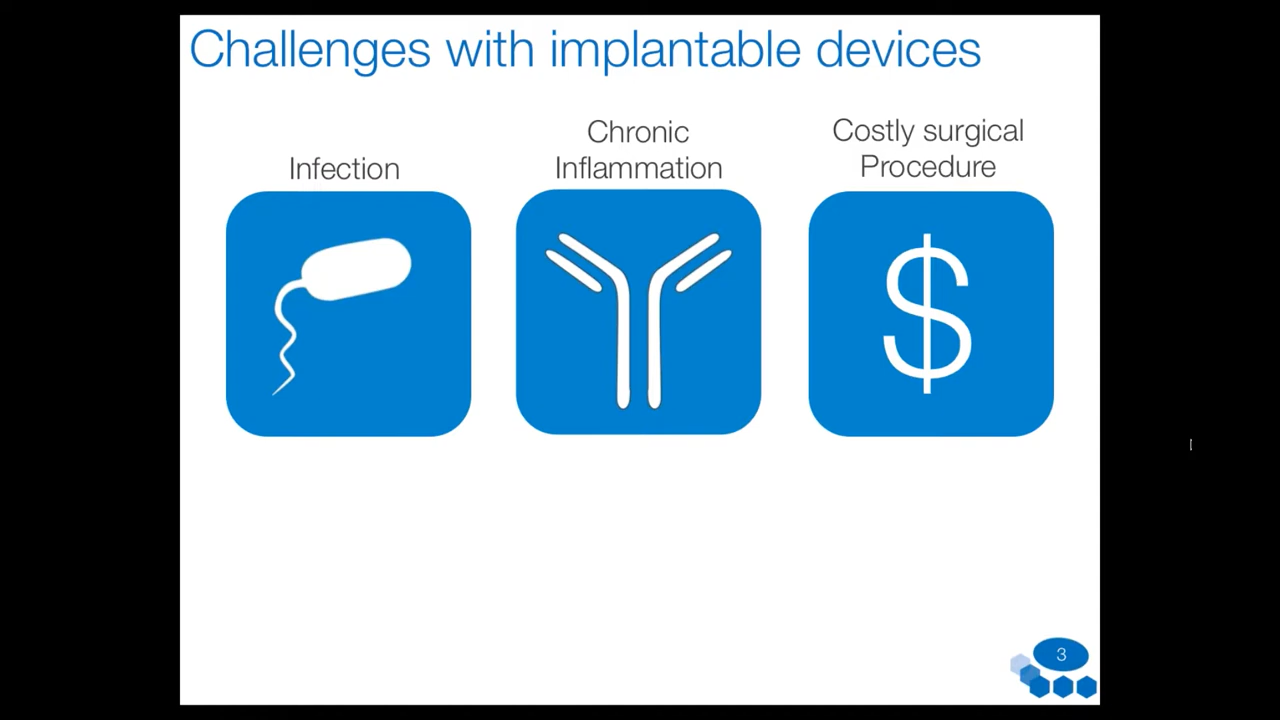 Challenges with implantable devices
Infection
Chronic
Inflammation
Costly surgical
Procedure
$
3